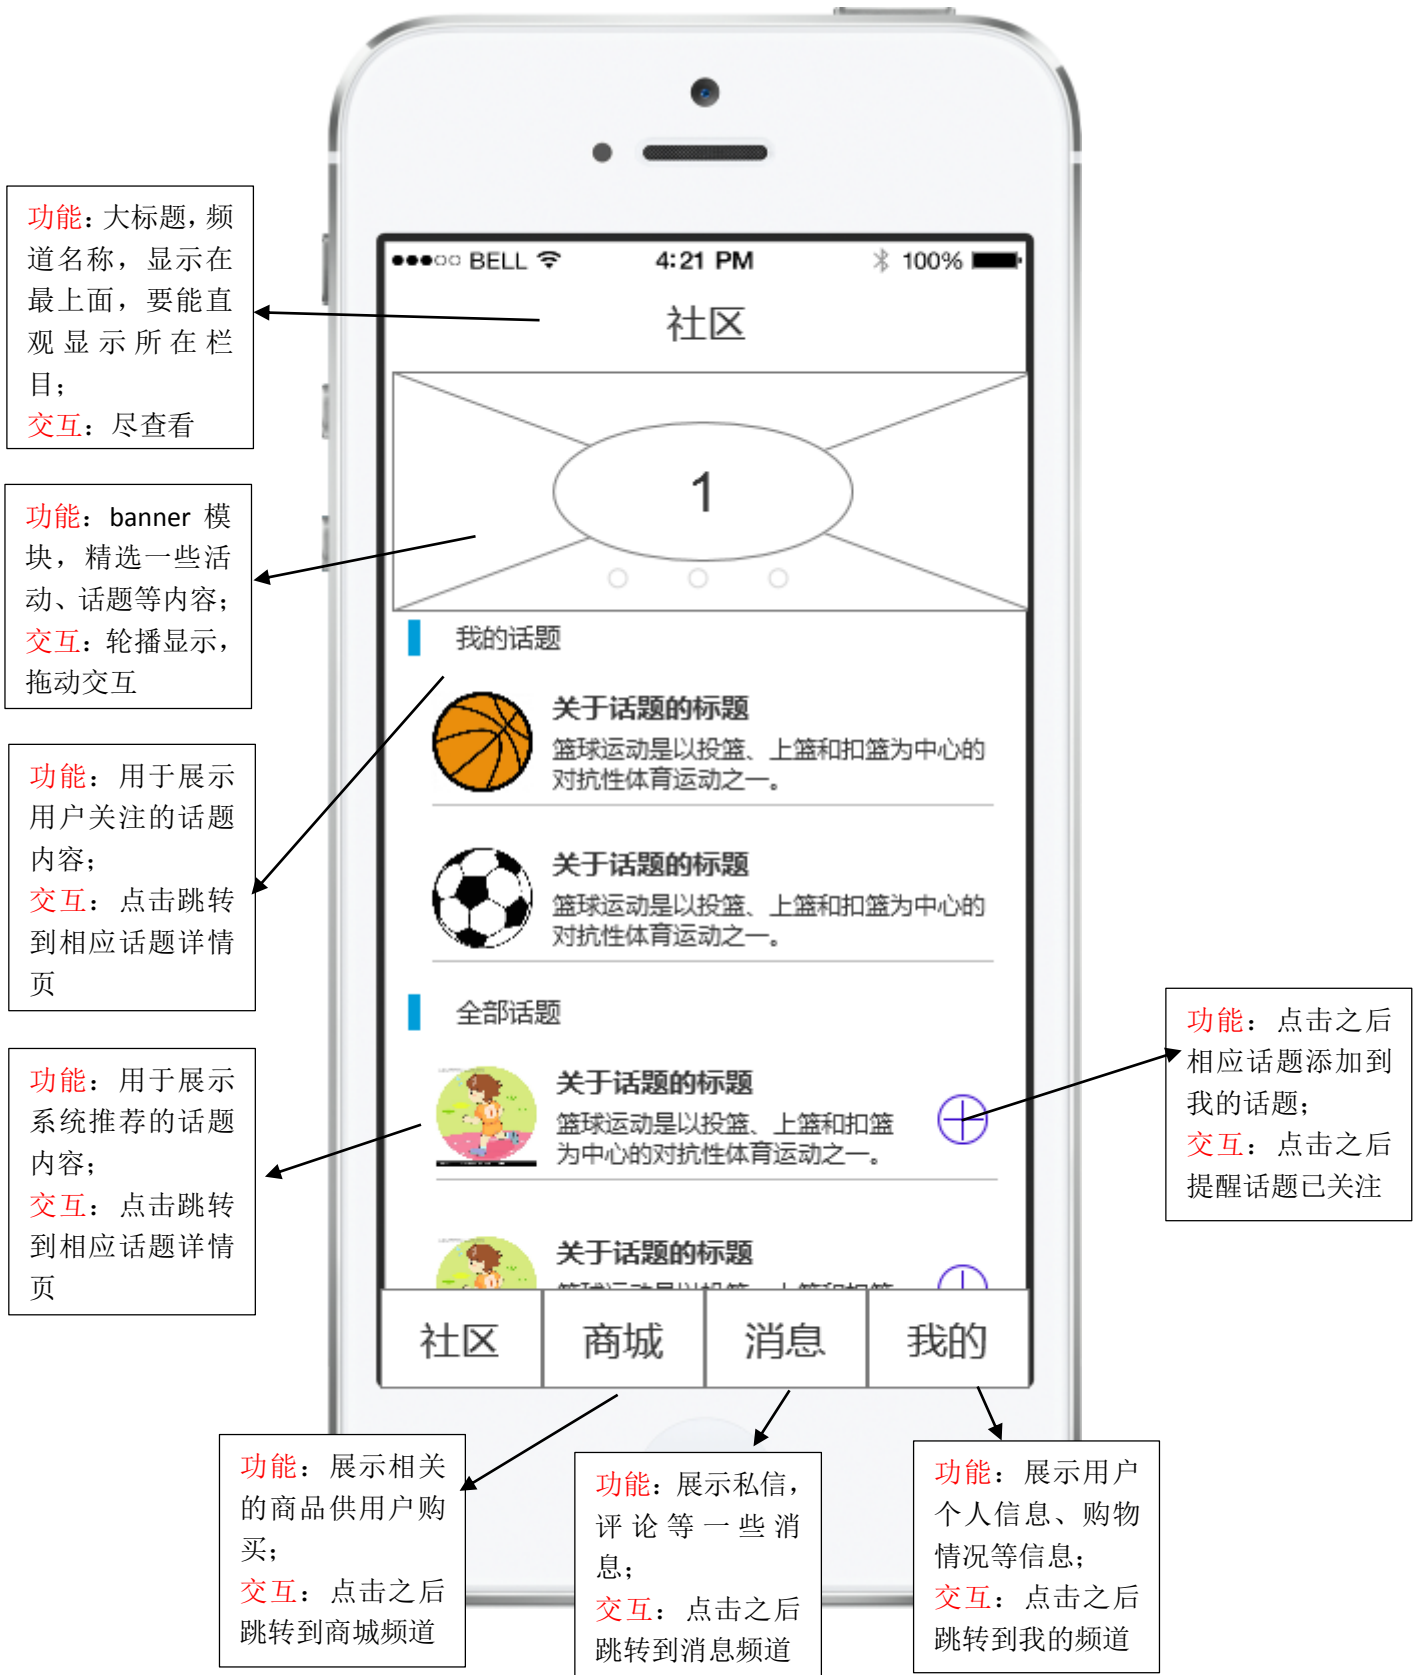 ●●●○○ BELL 4:21 PM 100%
社区
1
我的话题
关于话题的标题
篮球运动是以投篮、上篮和扣篮为中心的
对抗性体育运动之一。
关于话题的标题
篮球运动是以投篮、上篮和扣篮为中心的
对抗性体育运动之一。
全部话题
关于话题的标题
篮球运动是以投篮、上篮和扣篮
为中心的对抗性体育运动之一。
关于话题的标题
篮球运动是以投篮、上篮和扣篮
社区
商城
消息
我的
功能：大标题，频
道名称，显示在
最上面，要能直
观显示所在栏
目；
交互：尽查看
功能：banner 模
块，精选一些活
动、话题等内容；
交互：轮播显示，
拖动交互
功能：用于展示
用户关注的话题
内容；
交互：点击跳转
到相应话题详情
页
功能：用于展示
系统推荐的话题
内容；
交互：点击跳转
到相应话题详情
页
功能：点击之后
相应话题添加到
我的话题；
交互：点击之后
提醒话题已关注
功能：展示相关
的商品供用户购
买；
交互：点击之后
跳转到商城频道
功能：展示私信，
评论等一些消
息；
交互：点击之后
跳转到消息频道
功能：展示用户
个人信息、购物
情况等信息；
交互：点击之后
跳转到我的频道